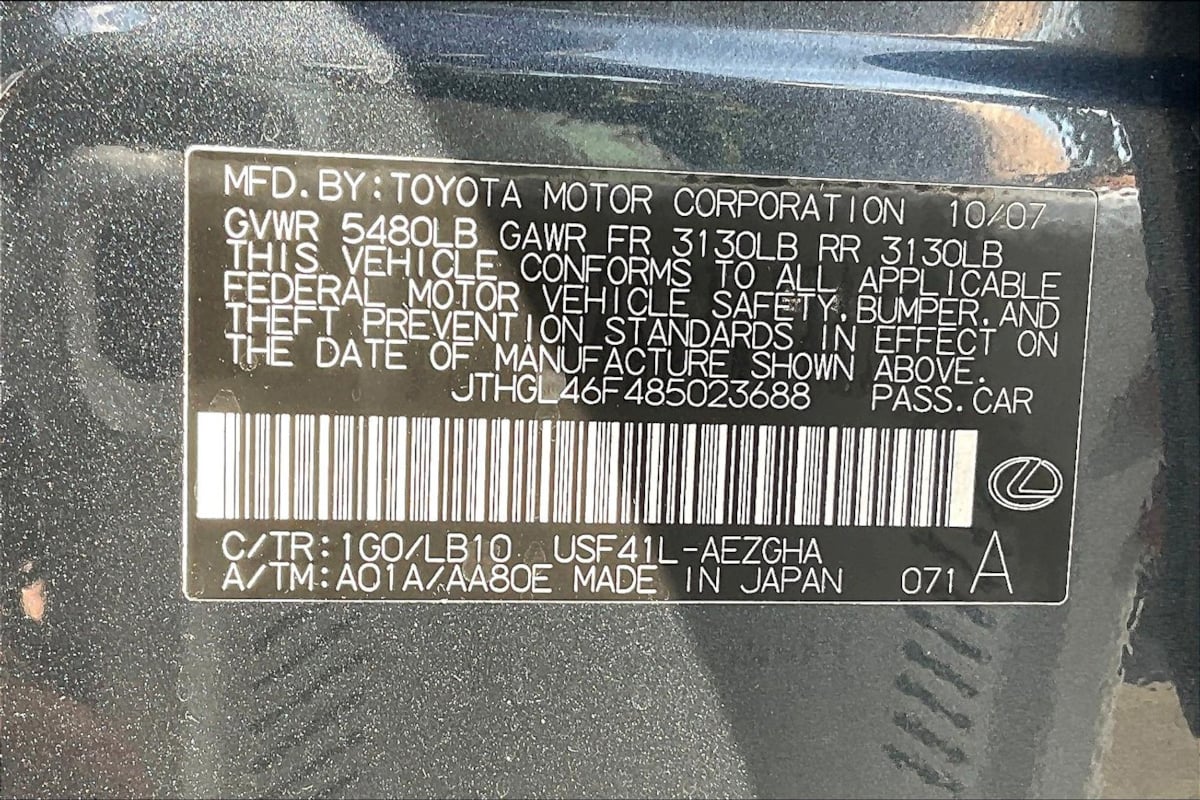 MFD. BY: TOYOTA MOTOR CORPORATION 10/07
GVWR 5480LB GAWR FR 3130LB RR 3130LB
THIS VEHICLE CONFORMS TO ALL APPLICABLE
FEDERAL MOTOR VEHICLE SAFETY, BUMPER, AND
THEFT PREVENTION STANDARDS IN EFFECT ON
THE DATE OF MANUFACTURE SHOWN ABOVE.
JTHGL46F485023688 PASS. CAR
C/TR: 1G0/LB10 USF41L-AEZGHA
A/TM: A01A/AA80E MADE IN JAPAN 071 A